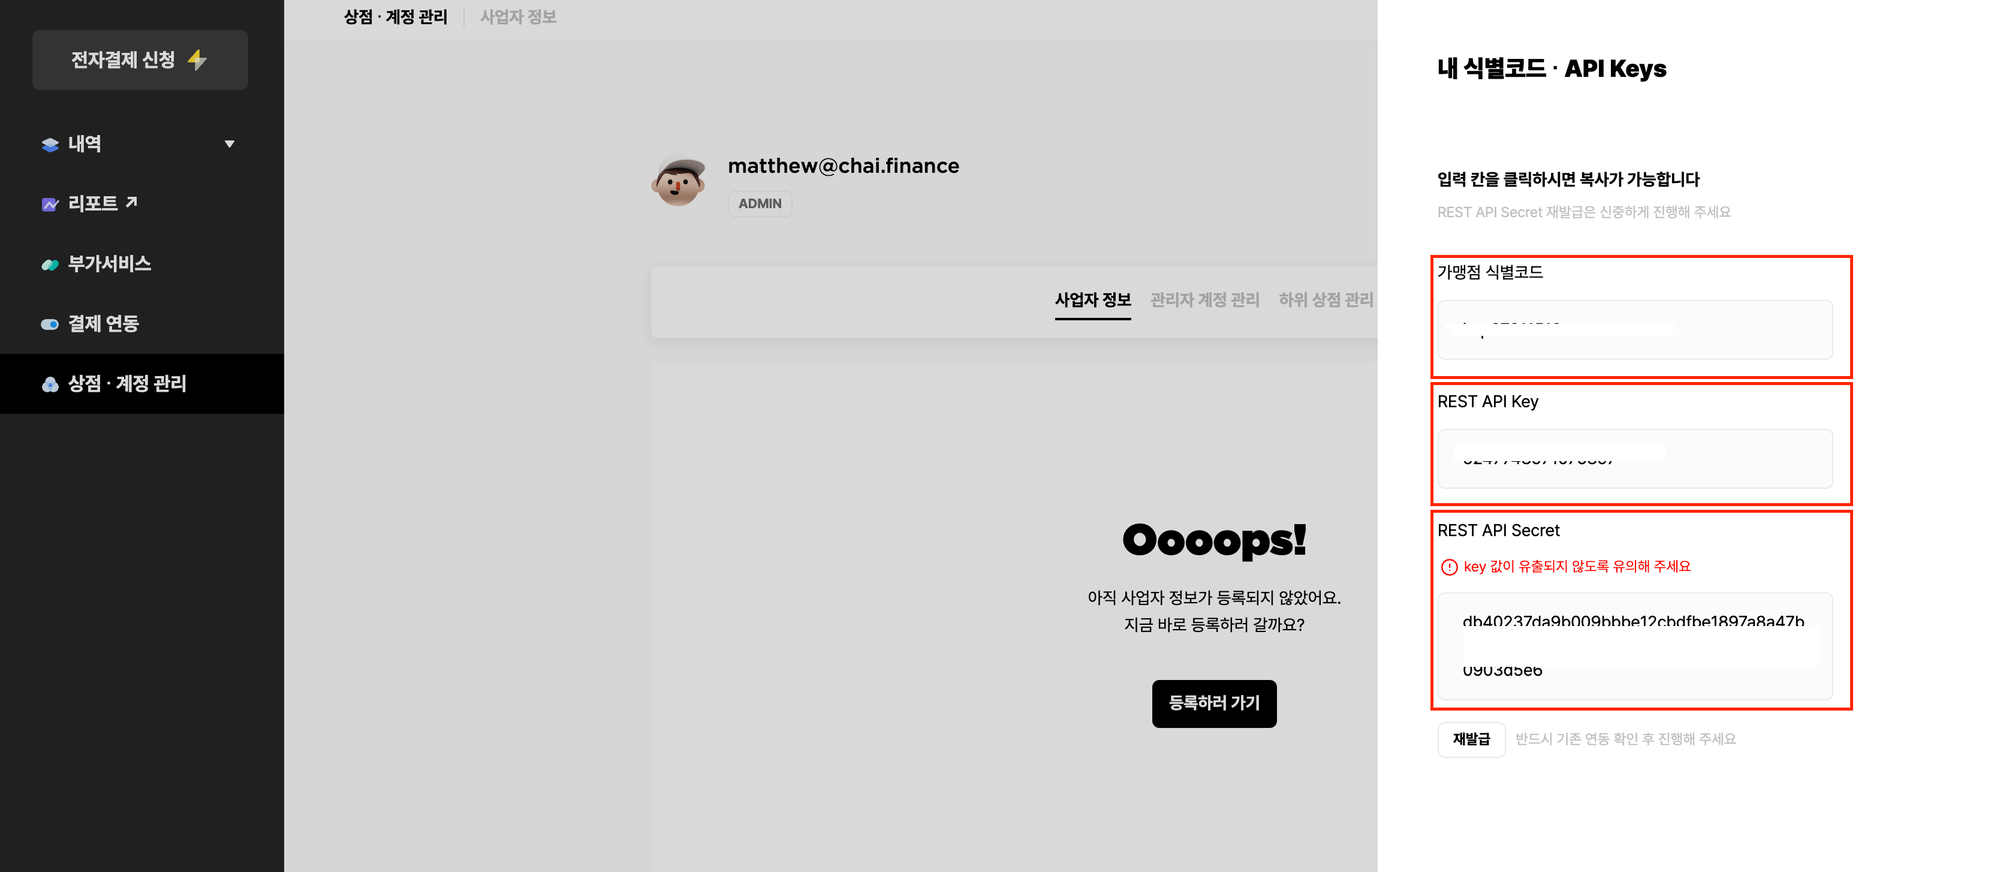 전자결제 신청
내역
리포트
부가서비스
결제 연동
상점 · 계정 관리
상점 · 계정 관리
사업자 정보
matthew@chai.finance
ADMIN
사업자 정보
관리자 계정 관리
하위 상점 관리
Oooops!
아직 사업자 정보가 등록되지 않았어요.
지금 바로 등록하러 갈까요?
등록하러 가기
내 식별코드 · API Keys
입력 칸을 클릭하시면 복사가 가능합니다
REST API Secret 재발급은 신중하게 진행해 주세요
가맹점 식별코드
REST API Key
REST API Secret
key 값이 유출되지 않도록 유의해 주세요
재발급
반드시 기존 연동 확인 후 진행해 주세요